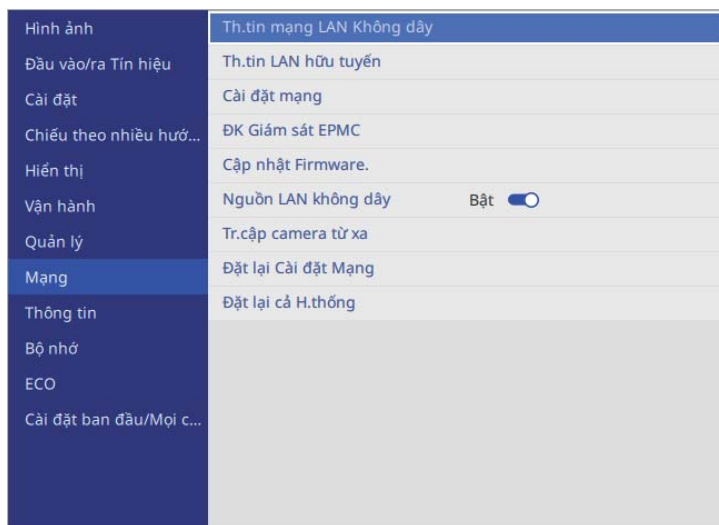 Hình ảnh
Đầu vào/ra Tín hiệu
Cài đặt
Chiếu theo nhiều hướ...
Hiển thị
Vận hành
Quản lý
Mạng
Thông tin
Bộ nhớ
ECO
Cài đặt ban đầu/Mọi c...
Th.tin mạng LAN Không dây
Th.tin LAN hữu tuyến
Cài đặt mạng
ĐK Giám sát EPMC
Cập nhật Firmware.
Nguồn LAN không dây Bật
Tr.cập camera từ xa
Đặt lại Cài đặt Mạng
Đặt lại cả H.thống